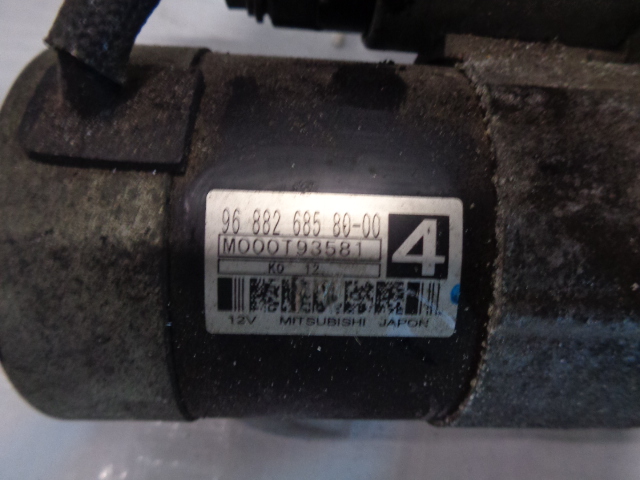 96 882 685 80-00
M000T93581
4
K0 12
12V MITSUBISHI JAPON